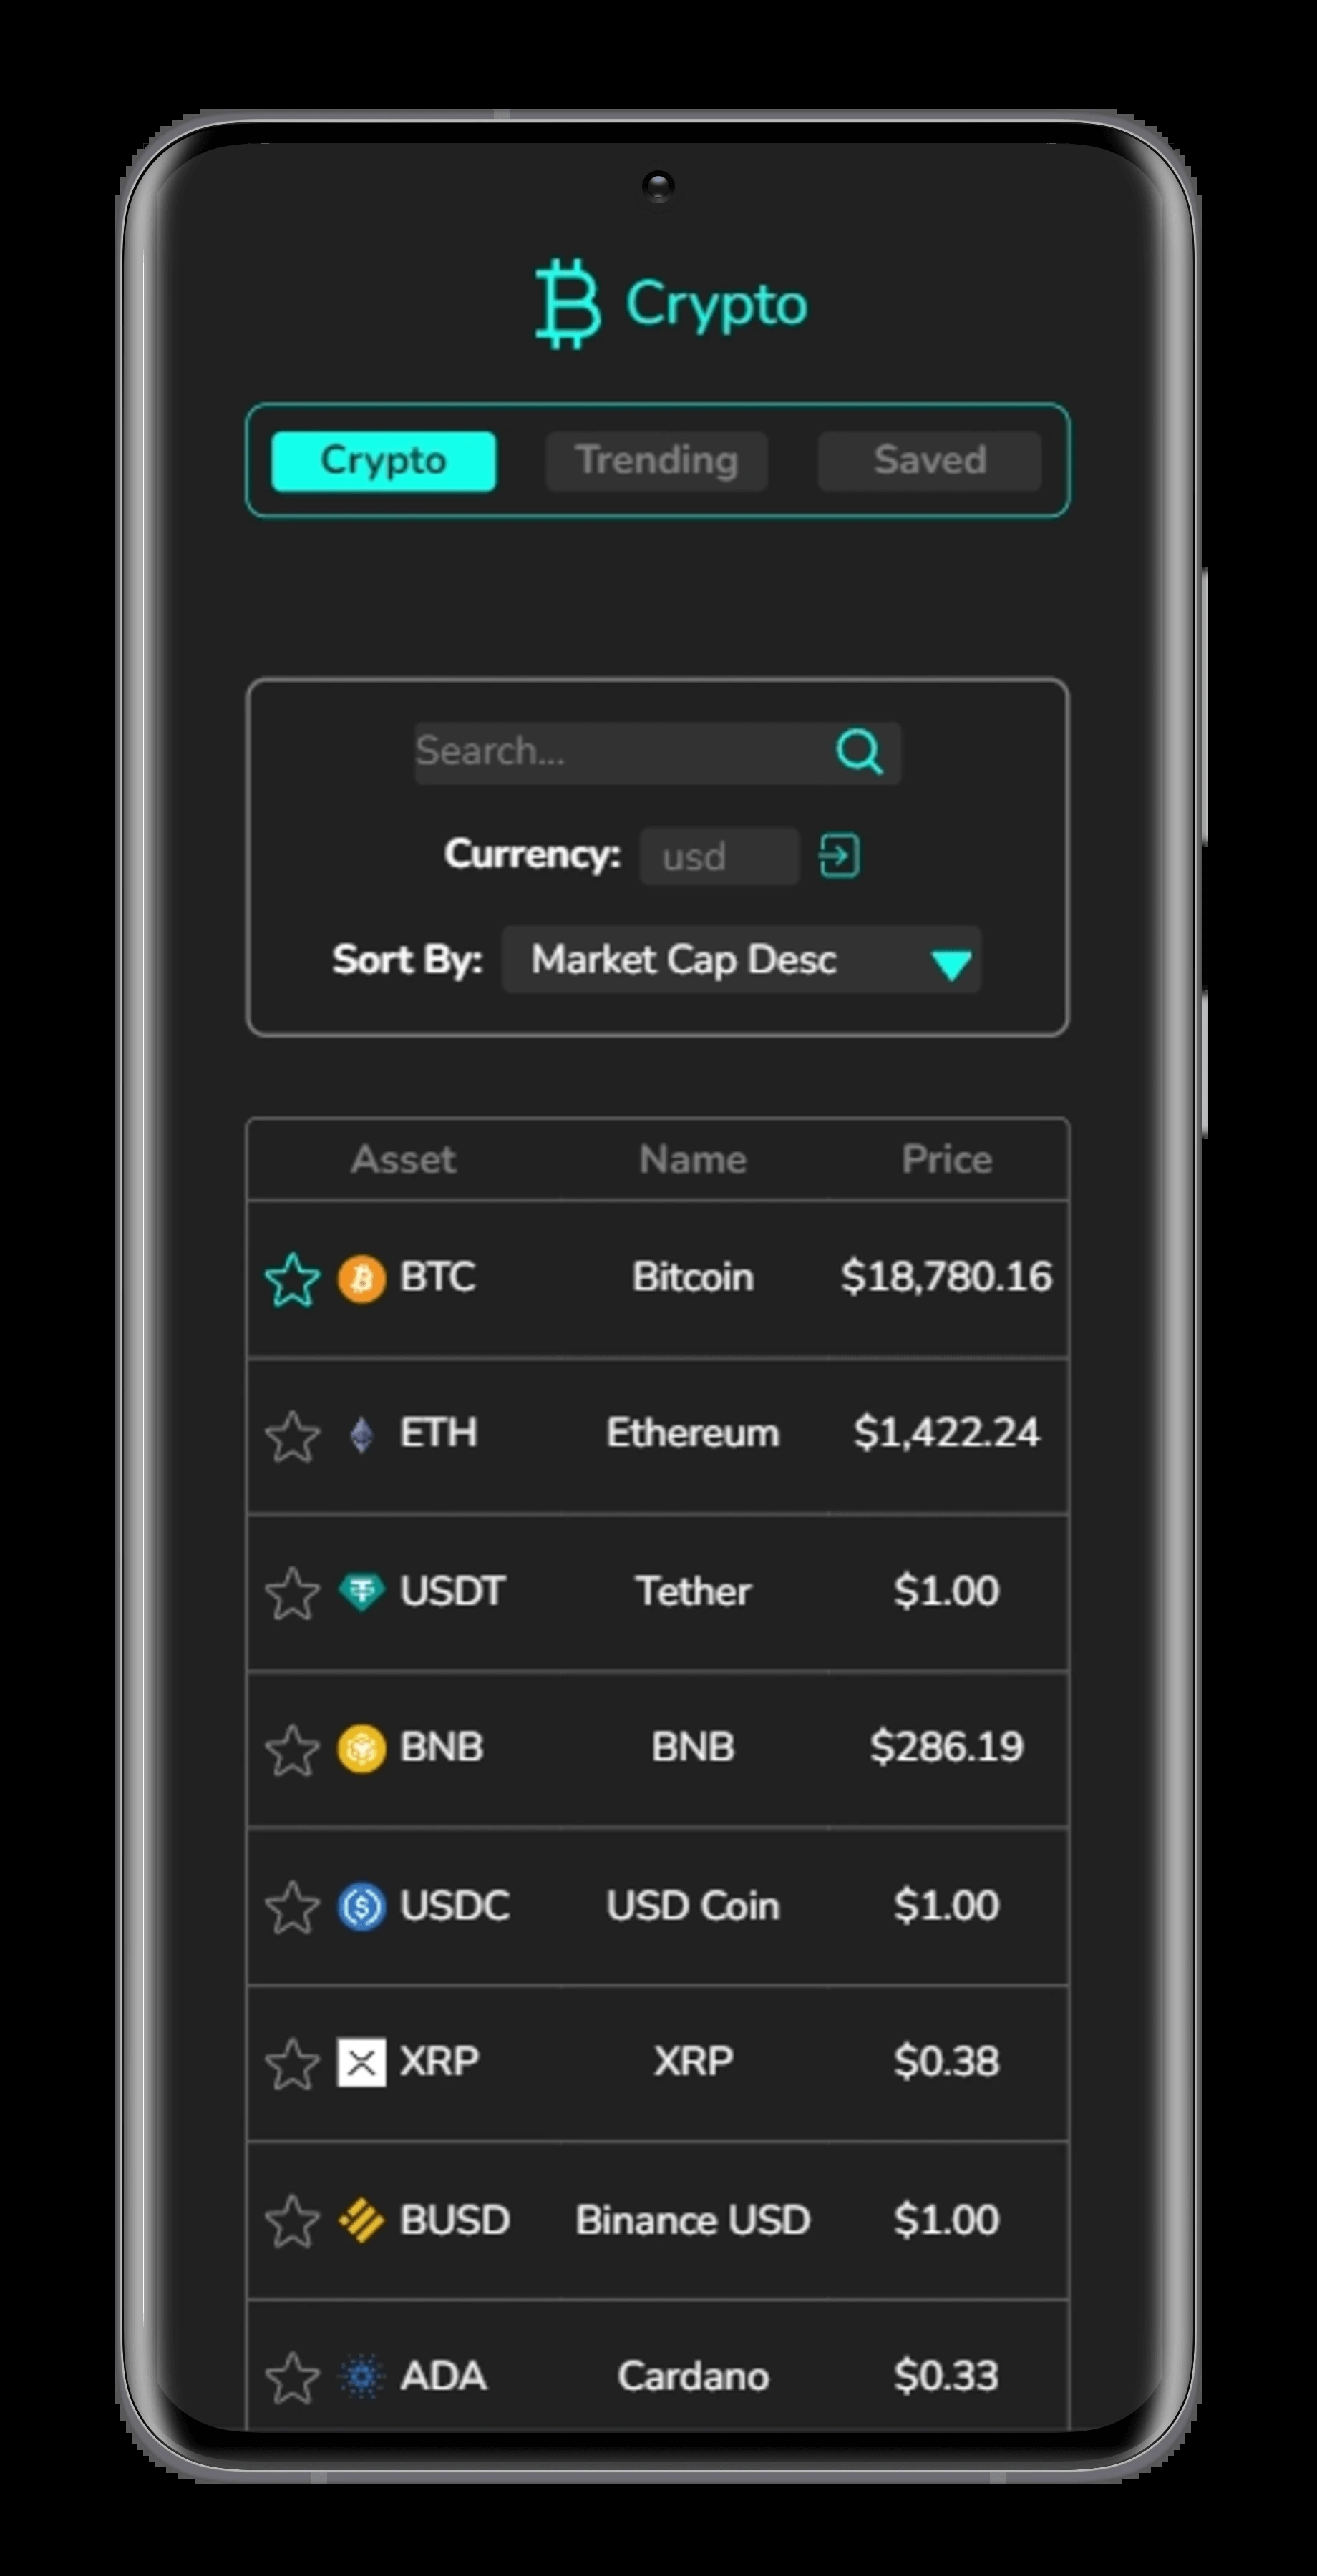 Crypto
Crypto Trending Saved
Search...
Currency: usd
Sort By: Market Cap Desc
Asset Name Price
BTC Bitcoin $18,780.16
ETH Ethereum $1,422.24
USDT Tether $1.00
BNB BNB $286.19
USDC USD Coin $1.00
XRP XRP $0.38
BUSD Binance USD $1.00
ADA Cardano $0.33